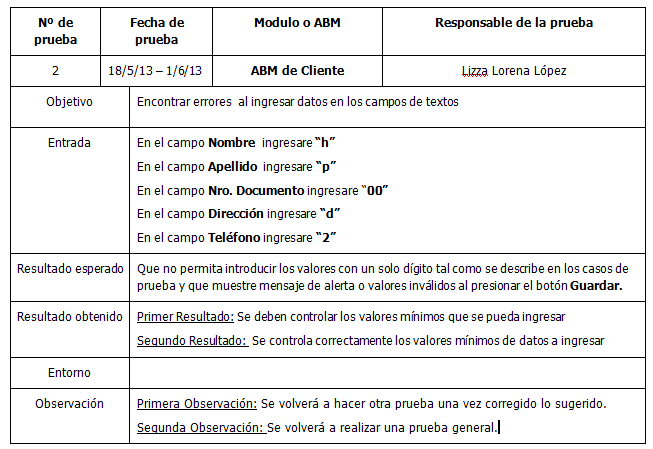 Nº de prueba Fecha de prueba Modulo o ABM Responsable de la prueba
2 18/5/13 – 1/6/13 ABM de Cliente Lizza Lorena López
Objetivo Encontrar errores al ingresar datos en los campos de textos
Entrada En el campo Nombre ingresare “h”
En el campo Apellido ingresare “p”
En el campo Nro. Documento ingresare “00”
En el campo Dirección ingresare “d”
En el campo Teléfono ingresare “2”
Resultado esperado Que no permita introducir los valores con un solo dígito tal como se describe en los casos de
prueba y que muestre mensaje de alerta o valores inválidos al presionar el botón Guardar.
Resultado obtenido Primer Resultado: Se deben controlar los valores mínimos que se pueda ingresar
Segundo Resultado: Se controla correctamente los valores mínimos de datos a ingresar
Entorno
Observación Primera Observación: Se volverá a hacer otra prueba una vez corregido lo sugerido.
Segunda Observación: Se volverá a realizar una prueba general.